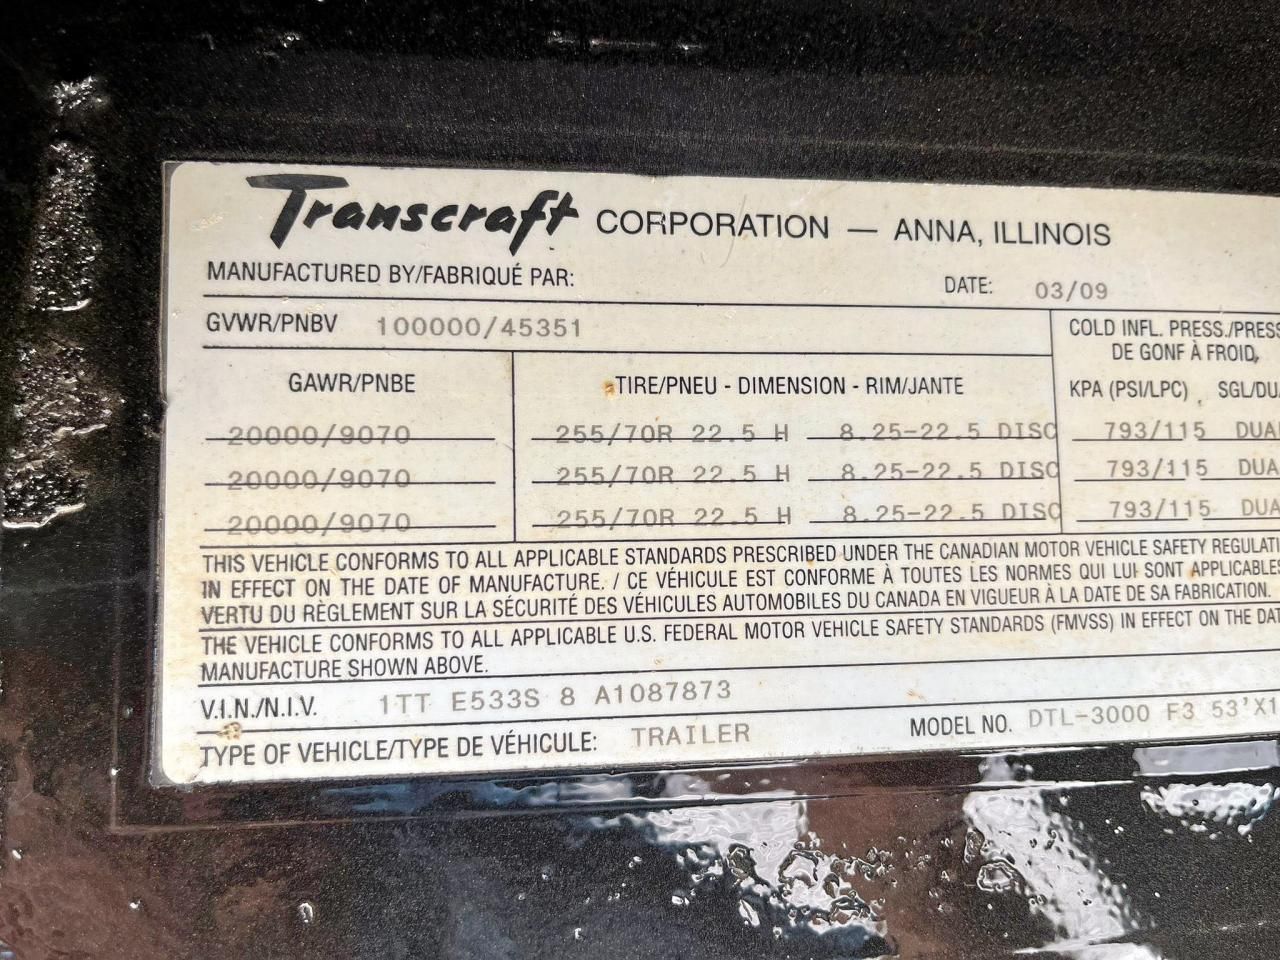 Transcraft CORPORATION — ANNA, ILLINOIS
MANUFACTURED BY/FABRIQUÉ PAR: DATE: 03/09
GVWR/PNBV 100000/45351
COLD INFL. PRESS./PRESS
DE GONF À FROID,
GAWR/PNBE TIRE/PNEU - DIMENSION - RIM/JANTE KPA (PSI/LPC) SGL/DUA
20000/9070 255/70R 22.5 H 8.25-22.5 DISC 793/115 DUAL
20000/9070 255/70R 22.5 H 8.25-22.5 DISC 793/115 DUA
20000/9070 255/70R 22.5 H 8.25-22.5 DISC 793/115 DUA
THIS VEHICLE CONFORMS TO ALL APPLICABLE STANDARDS PRESCRIBED UNDER THE CANADIAN MOTOR VEHICLE SAFETY REGULATI
IN EFFECT ON THE DATE OF MANUFACTURE. / CE VÉHICULE EST CONFORME À TOUTES LES NORMES QUI LUI SONT APPLICABLES
VERTU DU RÈGLEMENT SUR LA SÉCURITÉ DES VÉHICULES AUTOMOBILES DU CANADA EN VIGUEUR À LA DATE DE SA FABRICATION.
THE VEHICLE CONFORMS TO ALL APPLICABLE U.S. FEDERAL MOTOR VEHICLE SAFETY STANDARDS (FMVSS) IN EFFECT ON THE DAT
MANUFACTURE SHOWN ABOVE.
V.I.N./N.I.V. 1TT E533S 8 A1087873
TYPE OF VEHICLE/TYPE DE VÉHICULE: TRAILER MODEL NO. DTL-3000 F3 53'X1